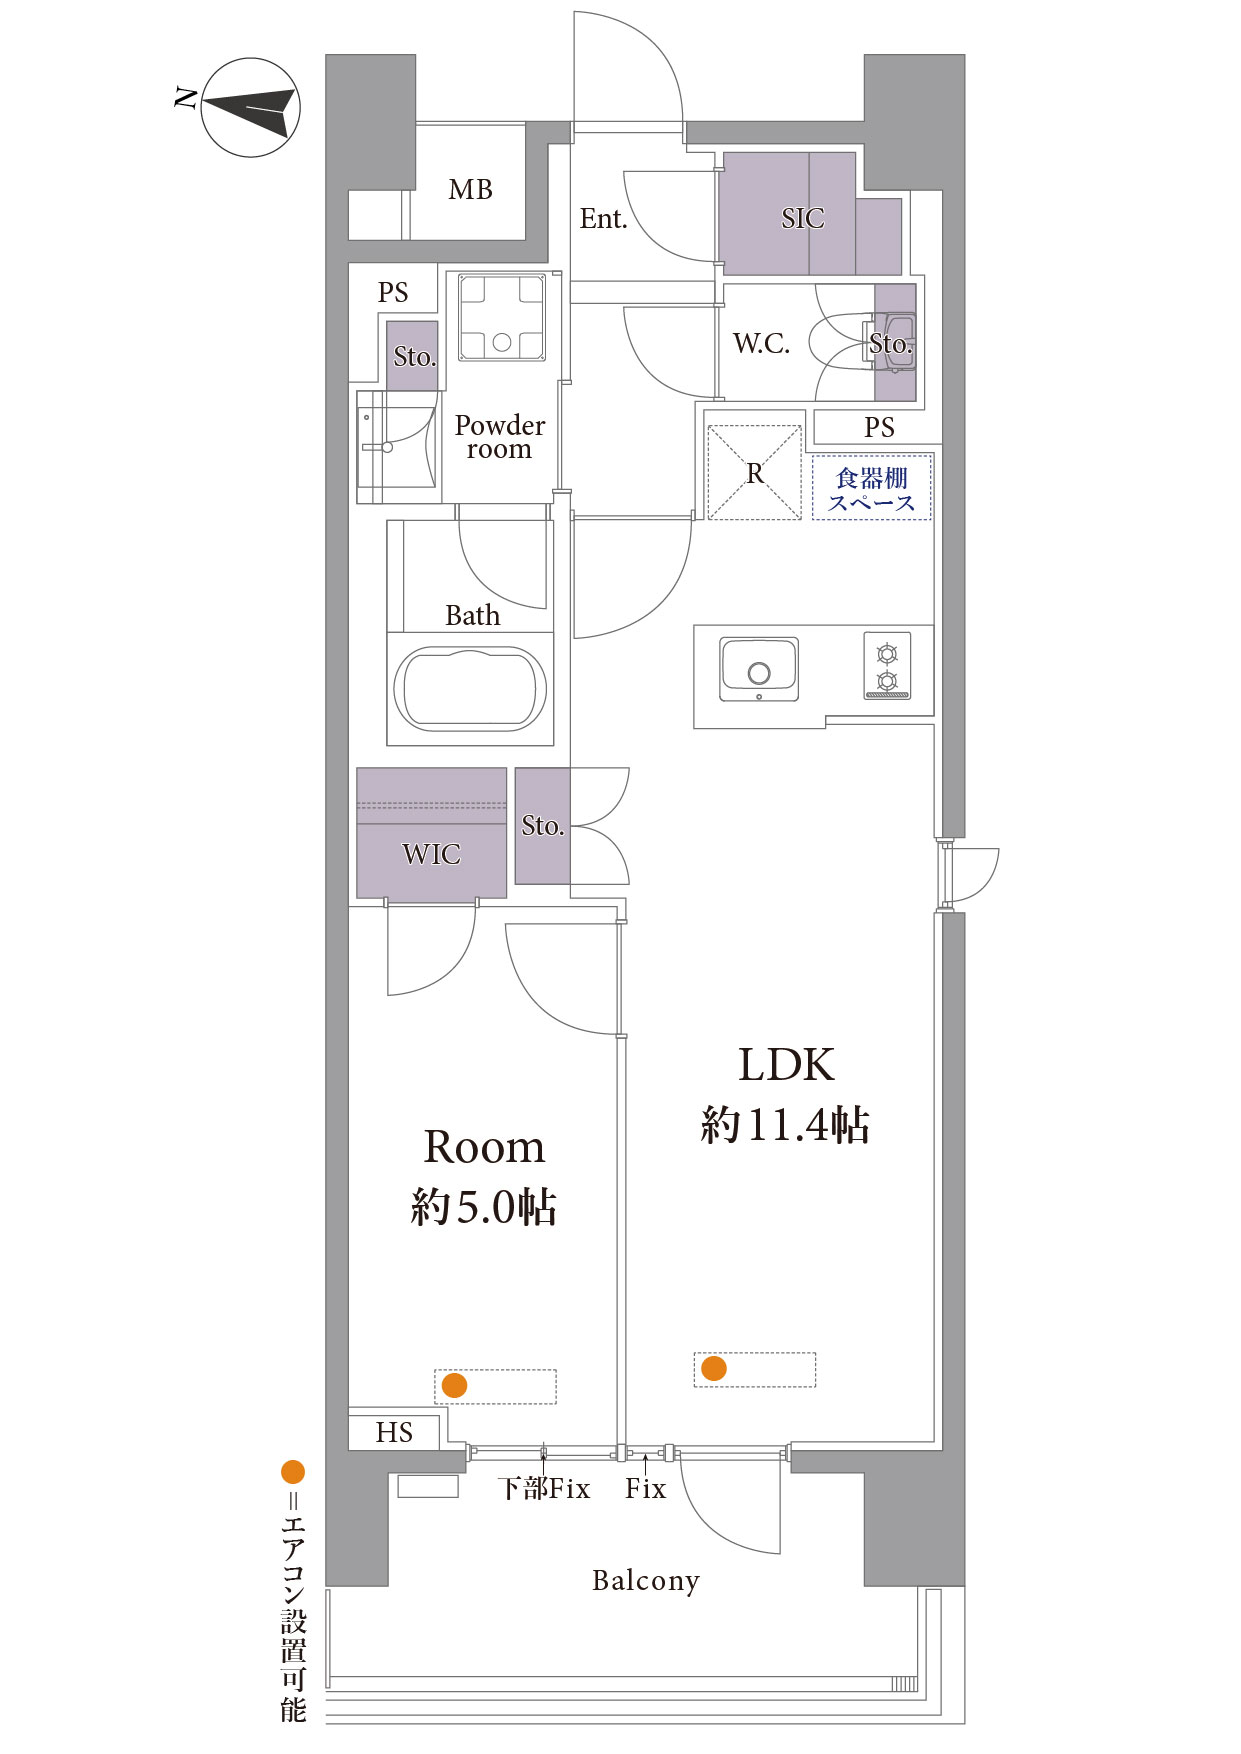 N
MB
Ent.
SIC
PS
Sto.
W.C.
Sto.
Powder
room
PS
R
食器棚
スペース
Bath
Sto.
WIC
LDK
約11.4帖
Room
約5.0帖
HS
下部Fix
Fix
Balcony
=エアコン設置可能